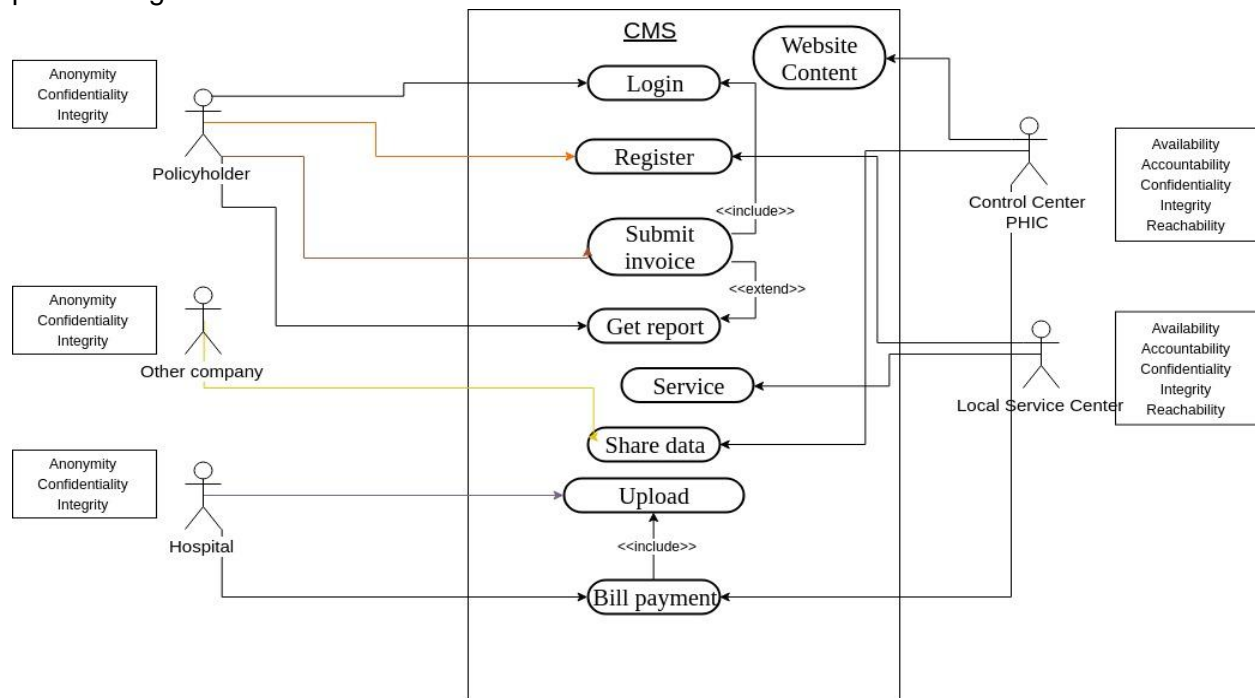 CMS
Website
Content
Anonymity
Confidentiality
Integrity
Login
Policyholder
Register
Availability
Accountability
Confidentiality
Integrity
Reachability
Control Center
PHIC
<<include>>
Submit
invoice
<<extend>>
Anonymity
Confidentiality
Integrity
Other company
Get report
Availability
Accountability
Confidentiality
Integrity
Reachability
Local Service Center
Service
Share data
Anonymity
Confidentiality
Integrity
Hospital
Upload
<<include>>
Bill payment